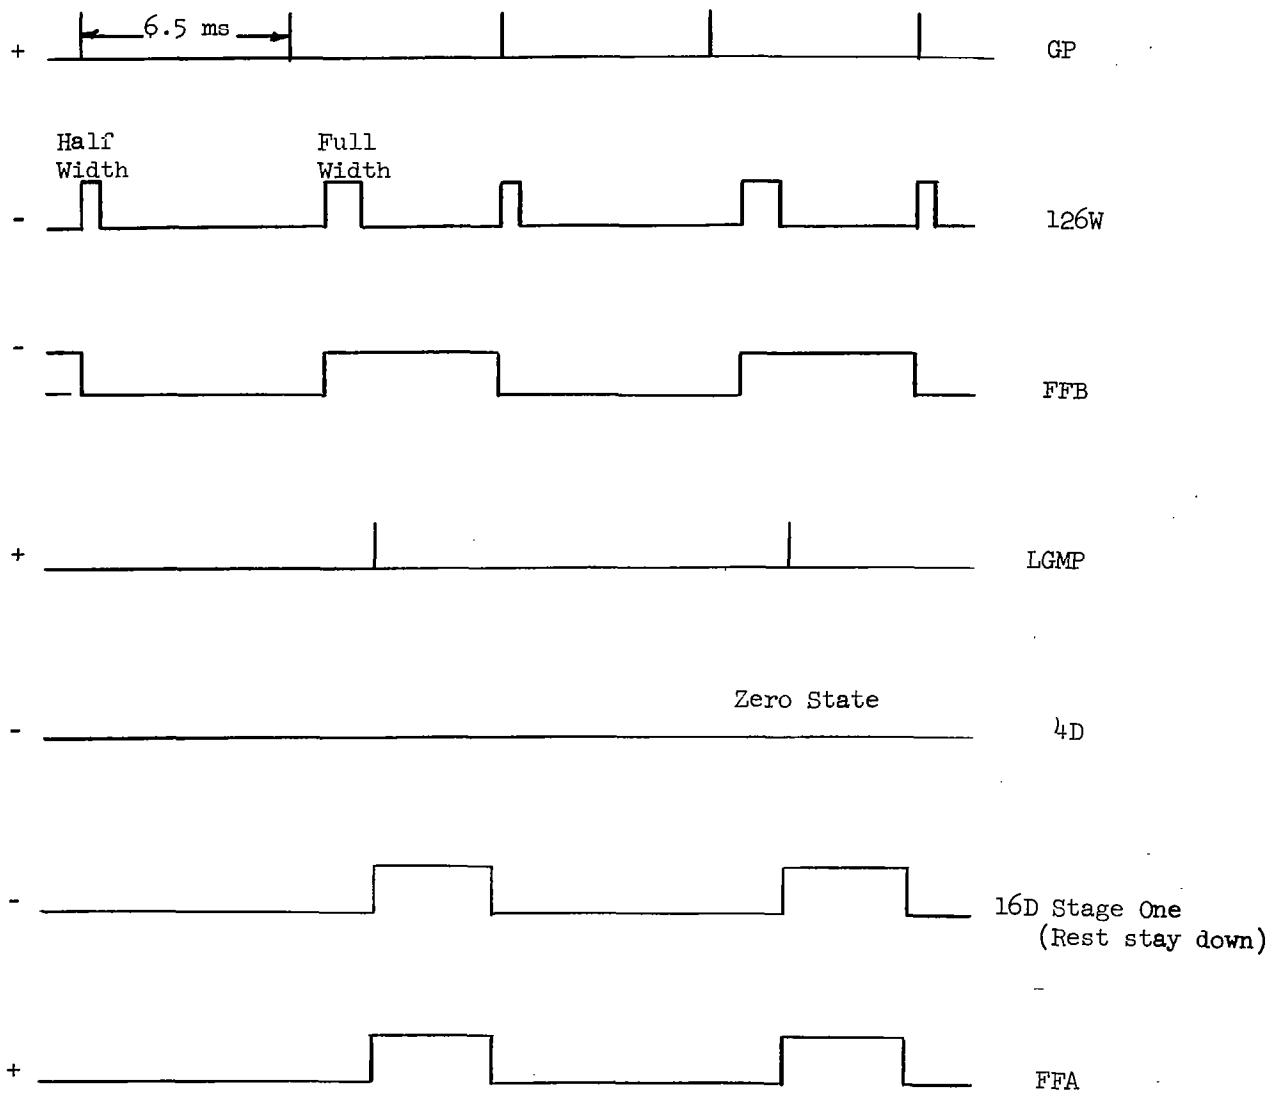 6.5 ms
+
GP
Half
Width
Full
Width
-
126W
-
FFB
+
LGMP
Zero State
-
4D
-
16D Stage One
(Rest stay down)
+
FFA